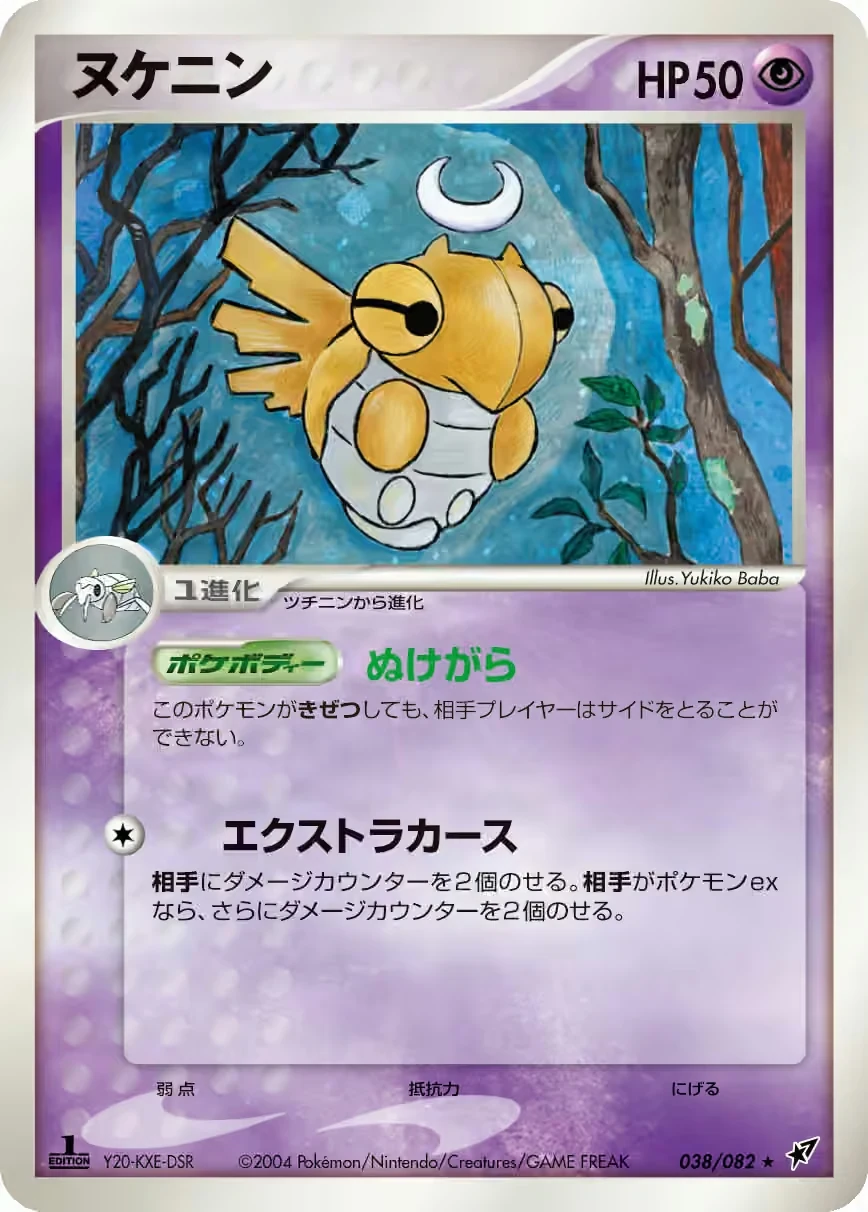 ヌケニン
HP50
Illus. Yukiko Baba
1進化
ツチニンから進化
ポケボディー
ぬけがら
このポケモンがきぜつしても、相手プレイヤーはサイドをとることが
できない。
エクストラカース
相手にダメージカウンターを2個のせる。相手がポケモンex
なら、さらにダメージカウンターを2個のせる。
弱点 抵抗力 にげる
1 EDITION Y20-KXE-DSR ©2004 Pokémon/Nintendo/Creatures/GAME FREAK 038/082 ★